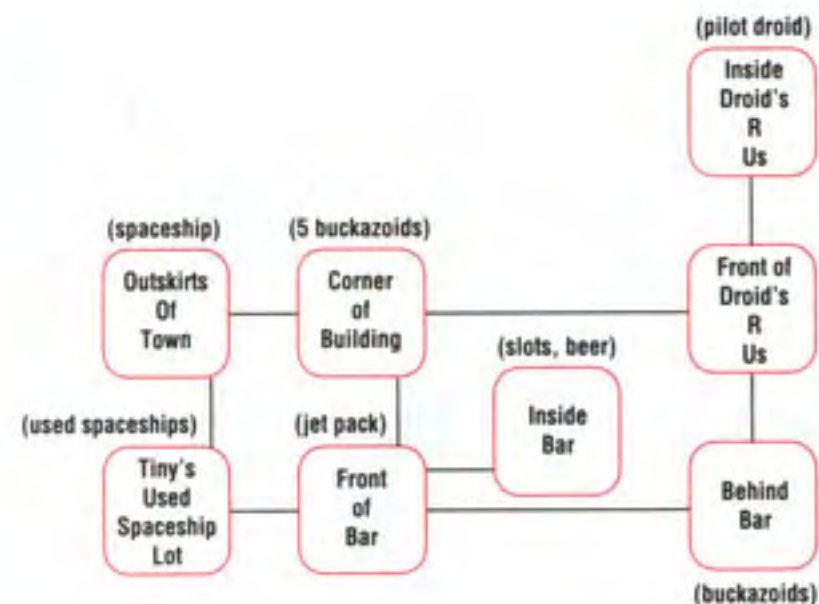 (pilot droid)
Inside
Droid's
R
Us
(spaceship)
Outskirts
Of
Town
(5 buckazoids)
Corner
of
Building
Front of
Droid's
R
Us
(slots, beer)
Inside
Bar
(used spaceships)
Tiny's
Used
Spaceship
Lot
(jet pack)
Front
of
Bar
Behind
Bar
(buckazoids)